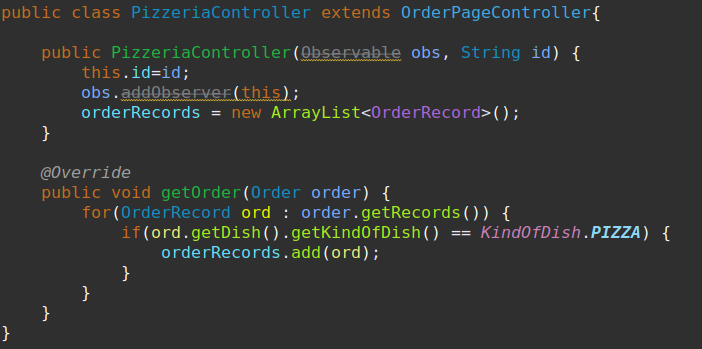 public class PizzeriaController extends OrderPageController{
public PizzeriaController(Observable obs, String id) {
this.id=id;
obs.addObserver(this);
orderRecords = new ArrayList<OrderRecord>();
}
@Override
public void getOrder(Order order) {
for(OrderRecord ord : order.getRecords()) {
if(ord.getDish().getKindOfDish() == KindOfDish.PIZZA) {
orderRecords.add(ord);
}
}
}
}